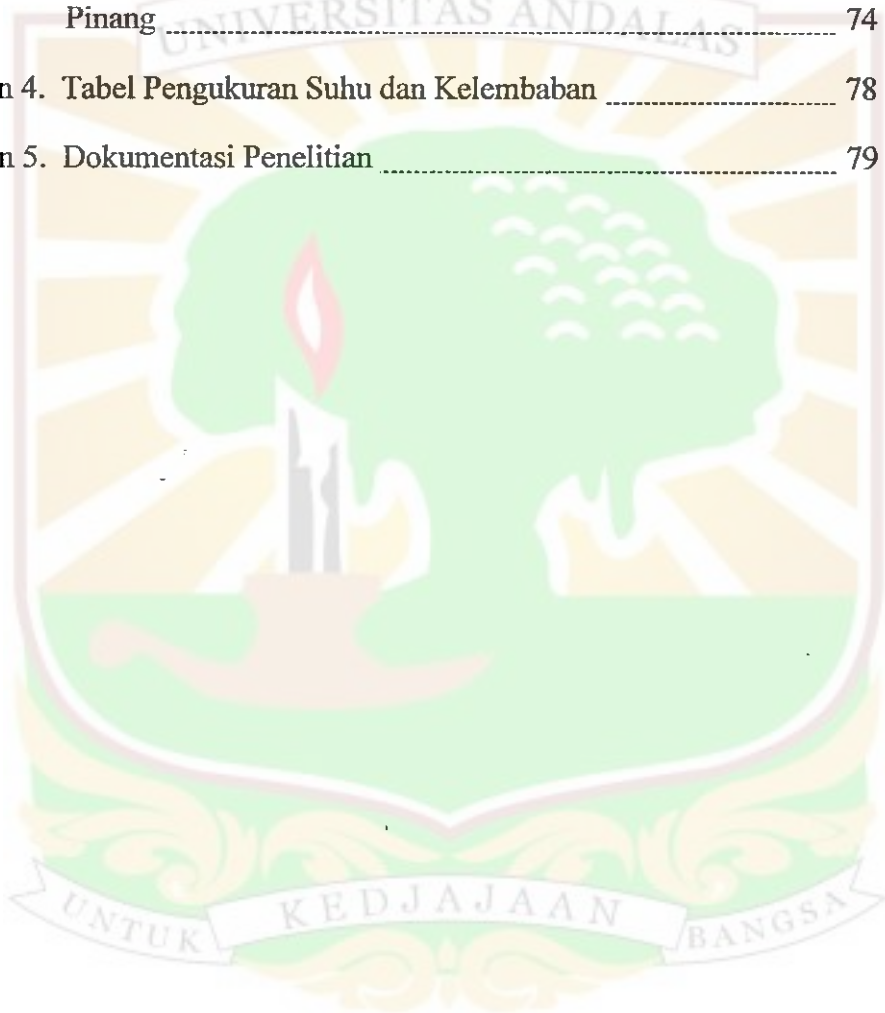 Pinang 74
UNIVERSITAS ANDALAS
n 4. Tabel Pengukuran Suhu dan Kelembaban 78
n 5. Dokumentasi Penelitian 79
UNTUK KEDJAJAAN BANGSA